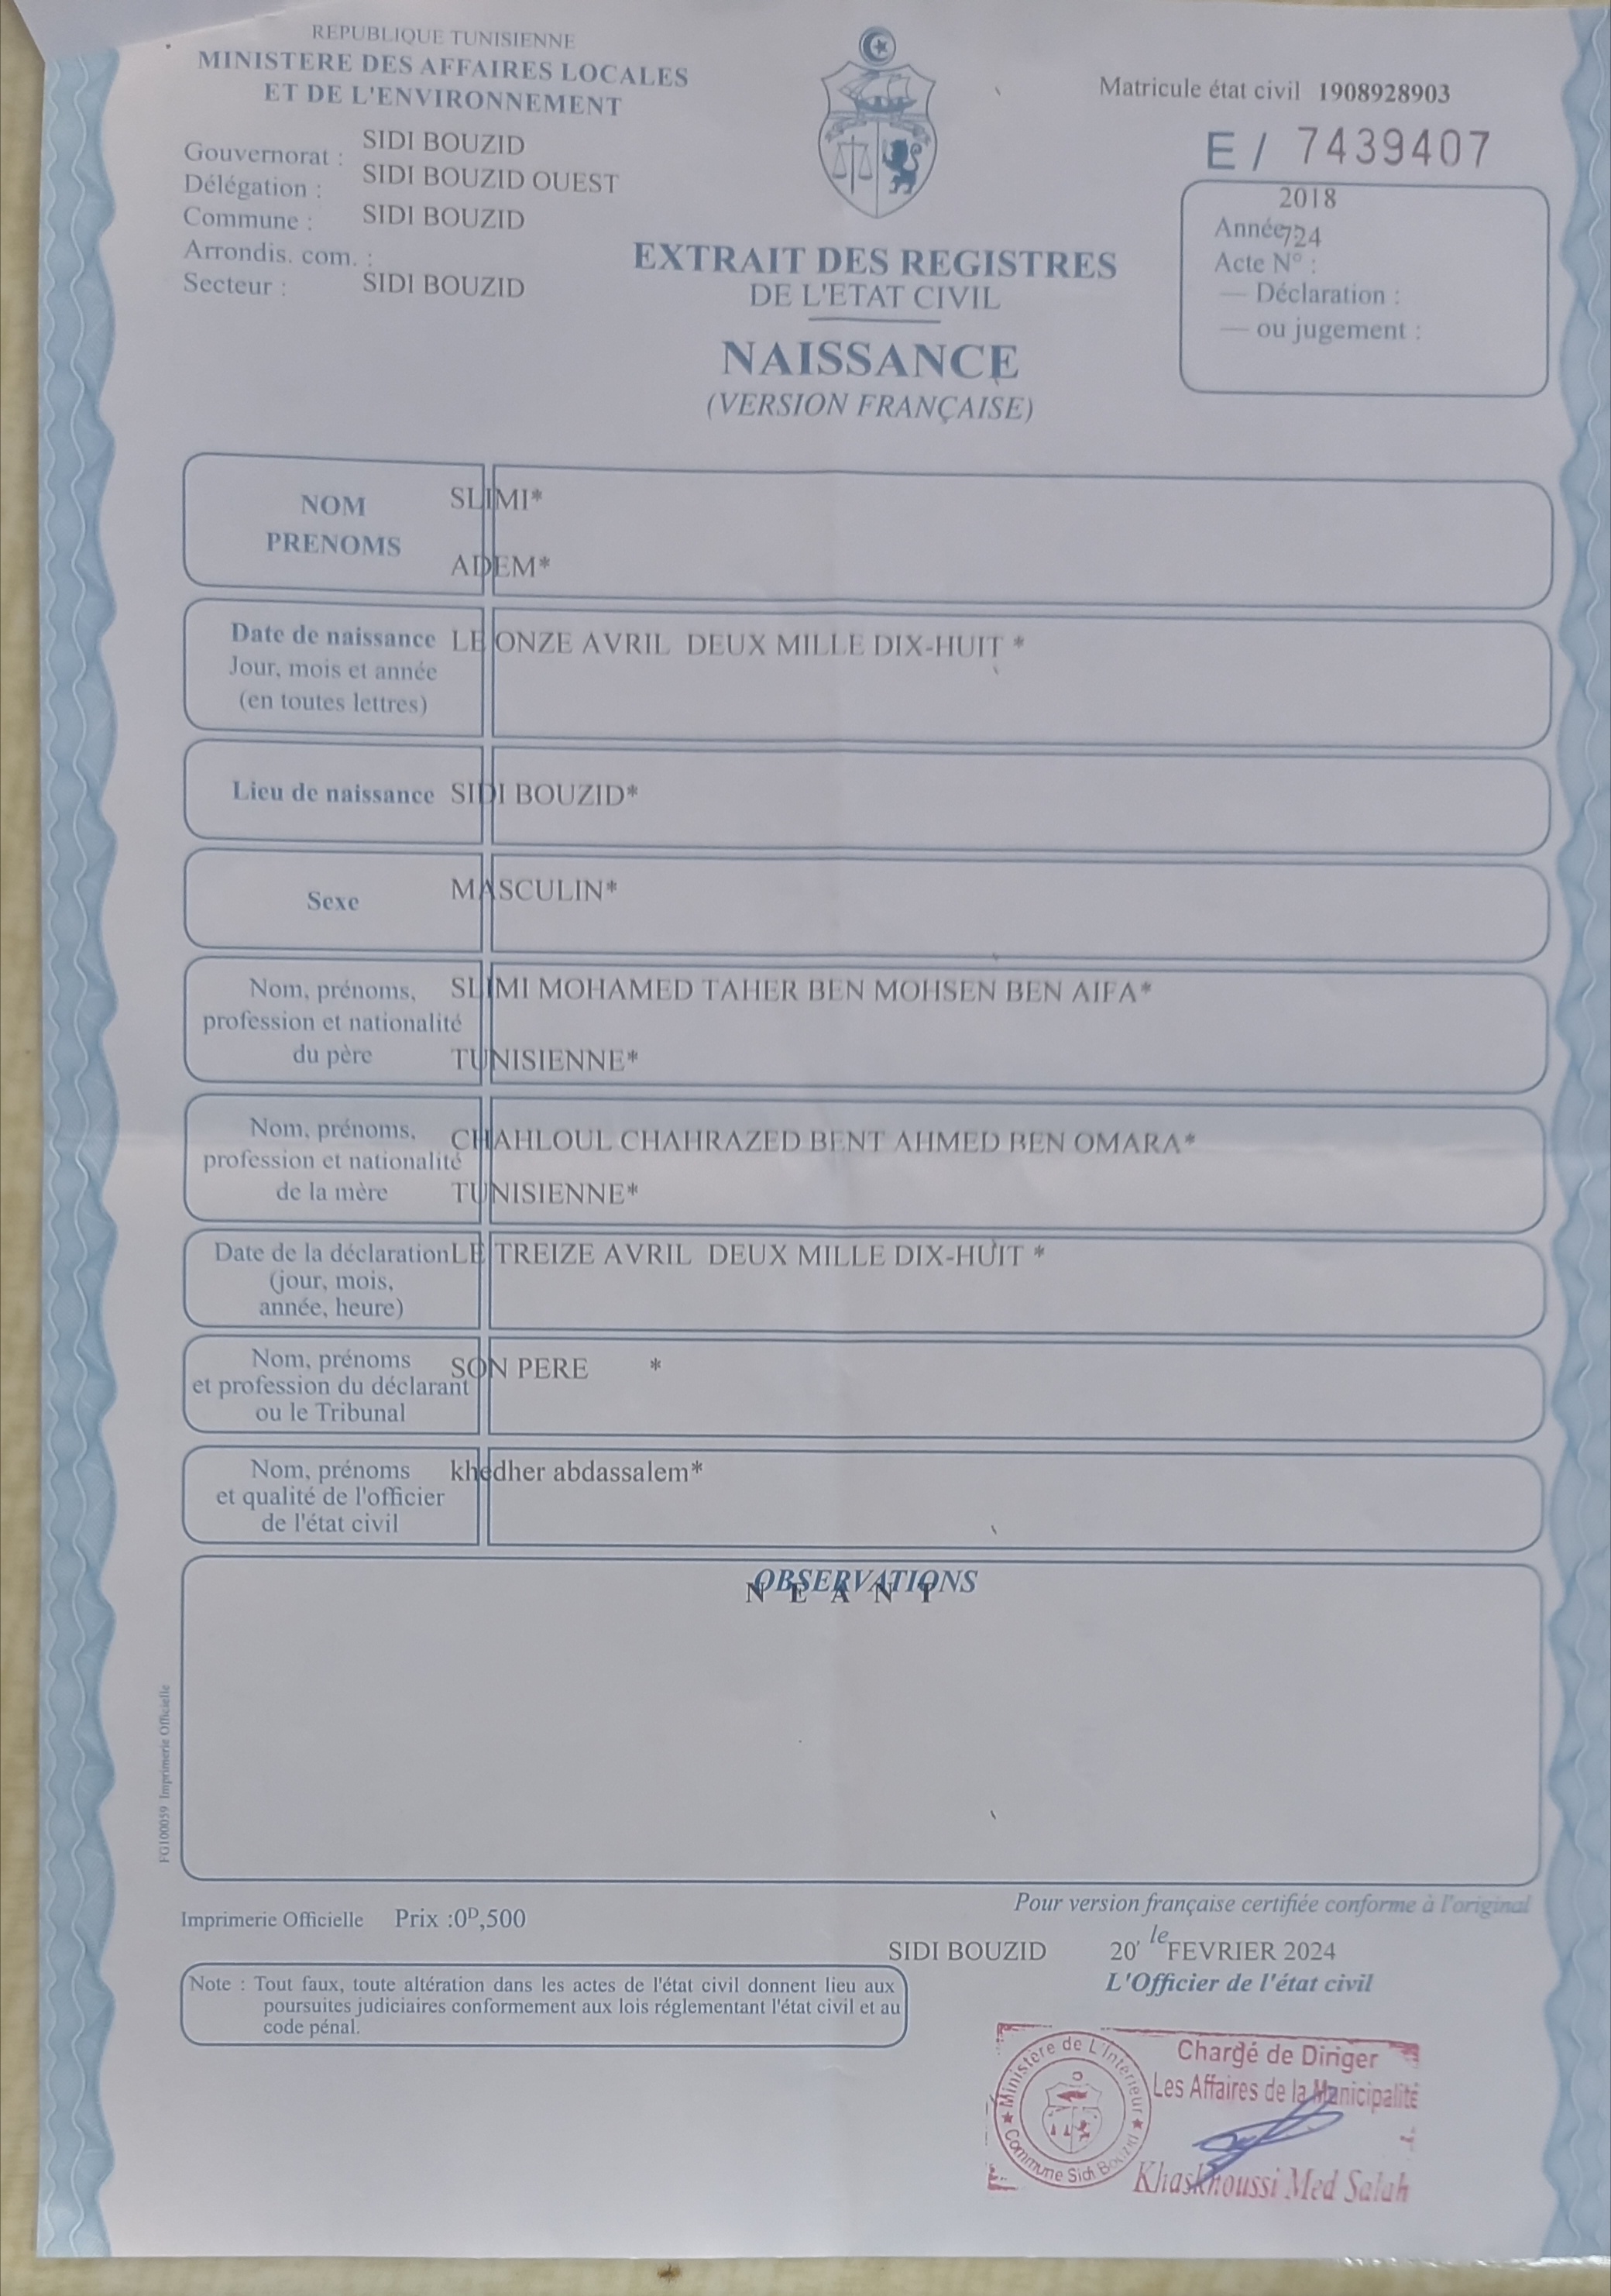 REPUBLIQUE TUNISIENNE
MINISTERE DES AFFAIRES LOCALES
ET DE L'ENVIRONNEMENT
Gouvernorat : SIDI BOUZID
Délégation : SIDI BOUZID OUEST
Commune : SIDI BOUZID
Arrondis. com. :
Secteur : SIDI BOUZID
Matricule état civil 1908928903
E / 7439407
2018
Année 724
Acte N° :
— Déclaration :
— ou jugement :
EXTRAIT DES REGISTRES
DE L'ETAT CIVIL
NAISSANCE
(VERSION FRANÇAISE)
NOM SLIMI*
PRENOMS ADEM*
Date de naissance LE ONZE AVRIL DEUX MILLE DIX-HUIT *
Jour, mois et année
(en toutes lettres)
Lieu de naissance SIDI BOUZID*
Sexe MASCULIN*
Nom, prénoms, SLIMI MOHAMED TAHER BEN MOHSEN BEN AIFA*
profession et nationalité
du père TUNISIENNE*
Nom, prénoms, CHAHLOUL CHAHRAZED BENT AHMED BEN OMARA*
profession et nationalité
de la mère TUNISIENNE*
Date de la déclaration LE TREIZE AVRIL DEUX MILLE DIX-HUIT *
(jour, mois,
année, heure)
Nom, prénoms SON PERE *
et profession du déclarant
ou le Tribunal
Nom, prénoms khedher abdassalem*
et qualité de l'officier
de l'état civil
OBSERVATIONS
N E A N T
FG100059 Imprimerie Officielle
Imprimerie Officielle Prix :0ᴰ,500
Pour version française certifiée conforme à l'original
SIDI BOUZID 20 le FEVRIER 2024
L'Officier de l'état civil
Note : Tout faux, toute altération dans les actes de l'état civil donnent lieu aux
poursuites judiciaires conformement aux lois réglementant l'état civil et au
code pénal.
Ministère de L'Intérieur
Commune Sidi Bouzid
Chargé de Diriger
Les Affaires de la Municipalité
Khaskhoussi Med Salah